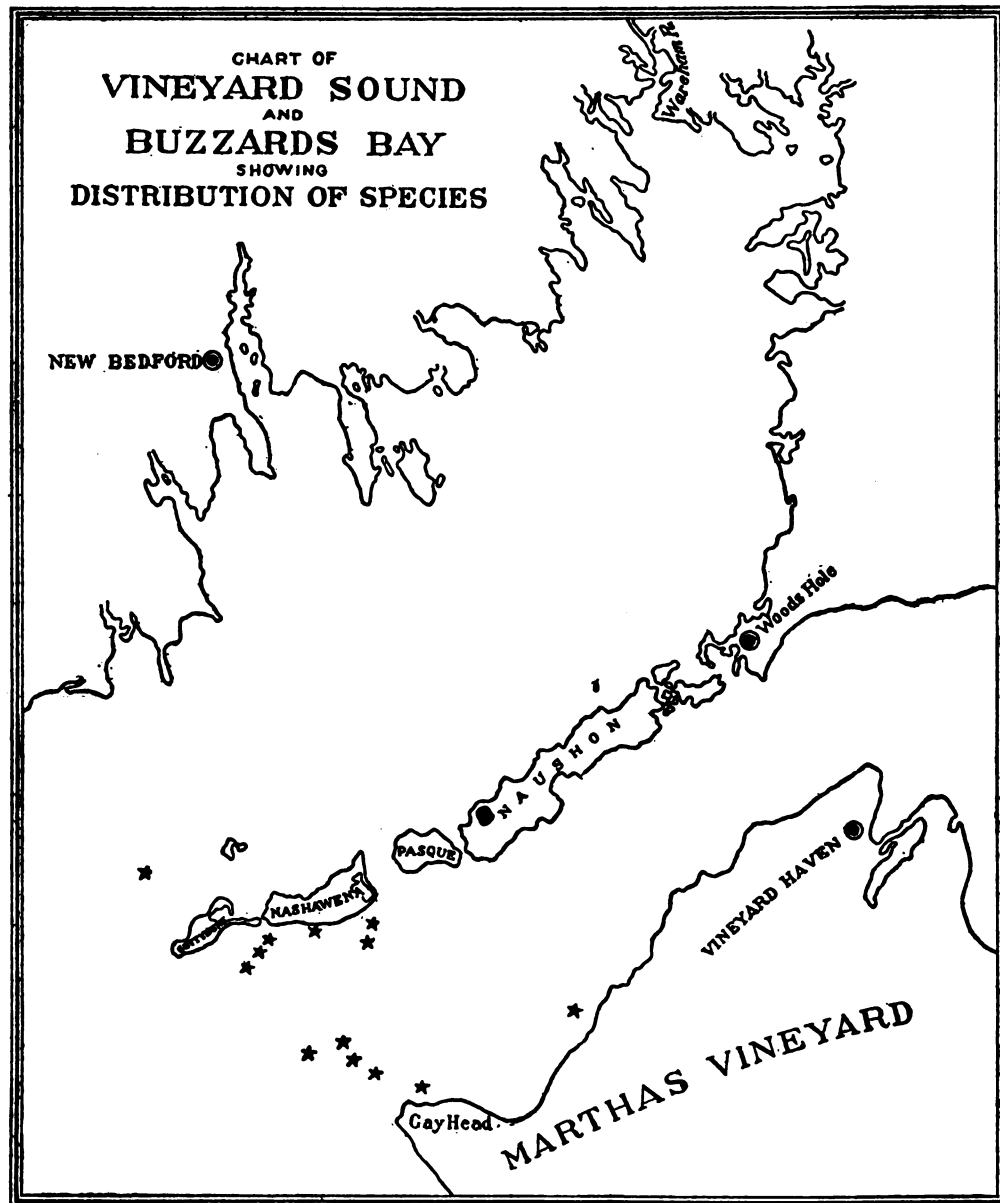 CHART OF
VINEYARD SOUND
AND
BUZZARDS BAY
SHOWING
DISTRIBUTION OF SPECIES
Wareham R.
NEW BEDFORD
Woods Hole
NAUSHON
PASQUE
NASHAWENA
VINEYARD HAVEN
MARTHAS VINEYARD
Gay Head.